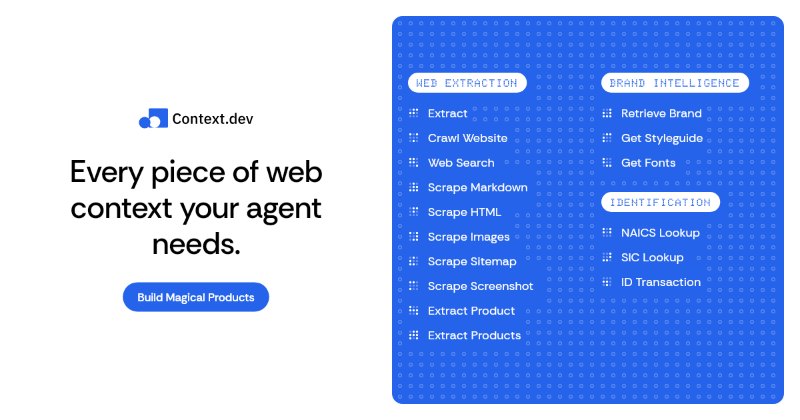 Context.dev
Every piece of web
context your agent
needs.
Build Magical Products
WEB EXTRACTION
Extract
Crawl Website
Web Search
Scrape Markdown
Scrape HTML
Scrape Images
Scrape Sitemap
Scrape Screenshot
Extract Product
Extract Products
BRAND INTELLIGENCE
Retrieve Brand
Get Styleguide
Get Fonts
IDENTIFICATION
NAICS Lookup
SIC Lookup
ID Transaction